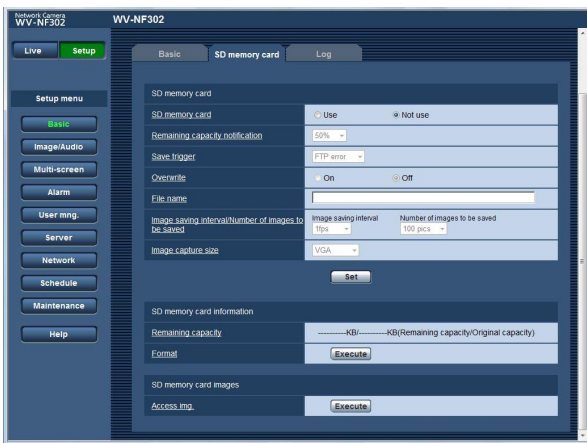 Network Camera
WV-NF302
WV-NF302
Live
Setup
Basic
SD memory card
Log
Setup menu
Basic
Image/Audio
Multi-screen
Alarm
User mng.
Server
Network
Schedule
Maintenance
Help
SD memory card
SD memory card
Use
Not use
Remaining capacity notification
50%
Save trigger
FTP error
Overwrite
On
Off
File name
Image saving interval/Number of images to
be saved
Image saving interval
1fps
Number of images to be saved
100 pics
Image capture size
VGA
Set
SD memory card information
Remaining capacity
----------KB/----------KB(Remaining capacity/Original capacity)
Format
Execute
SD memory card images
Access img.
Execute